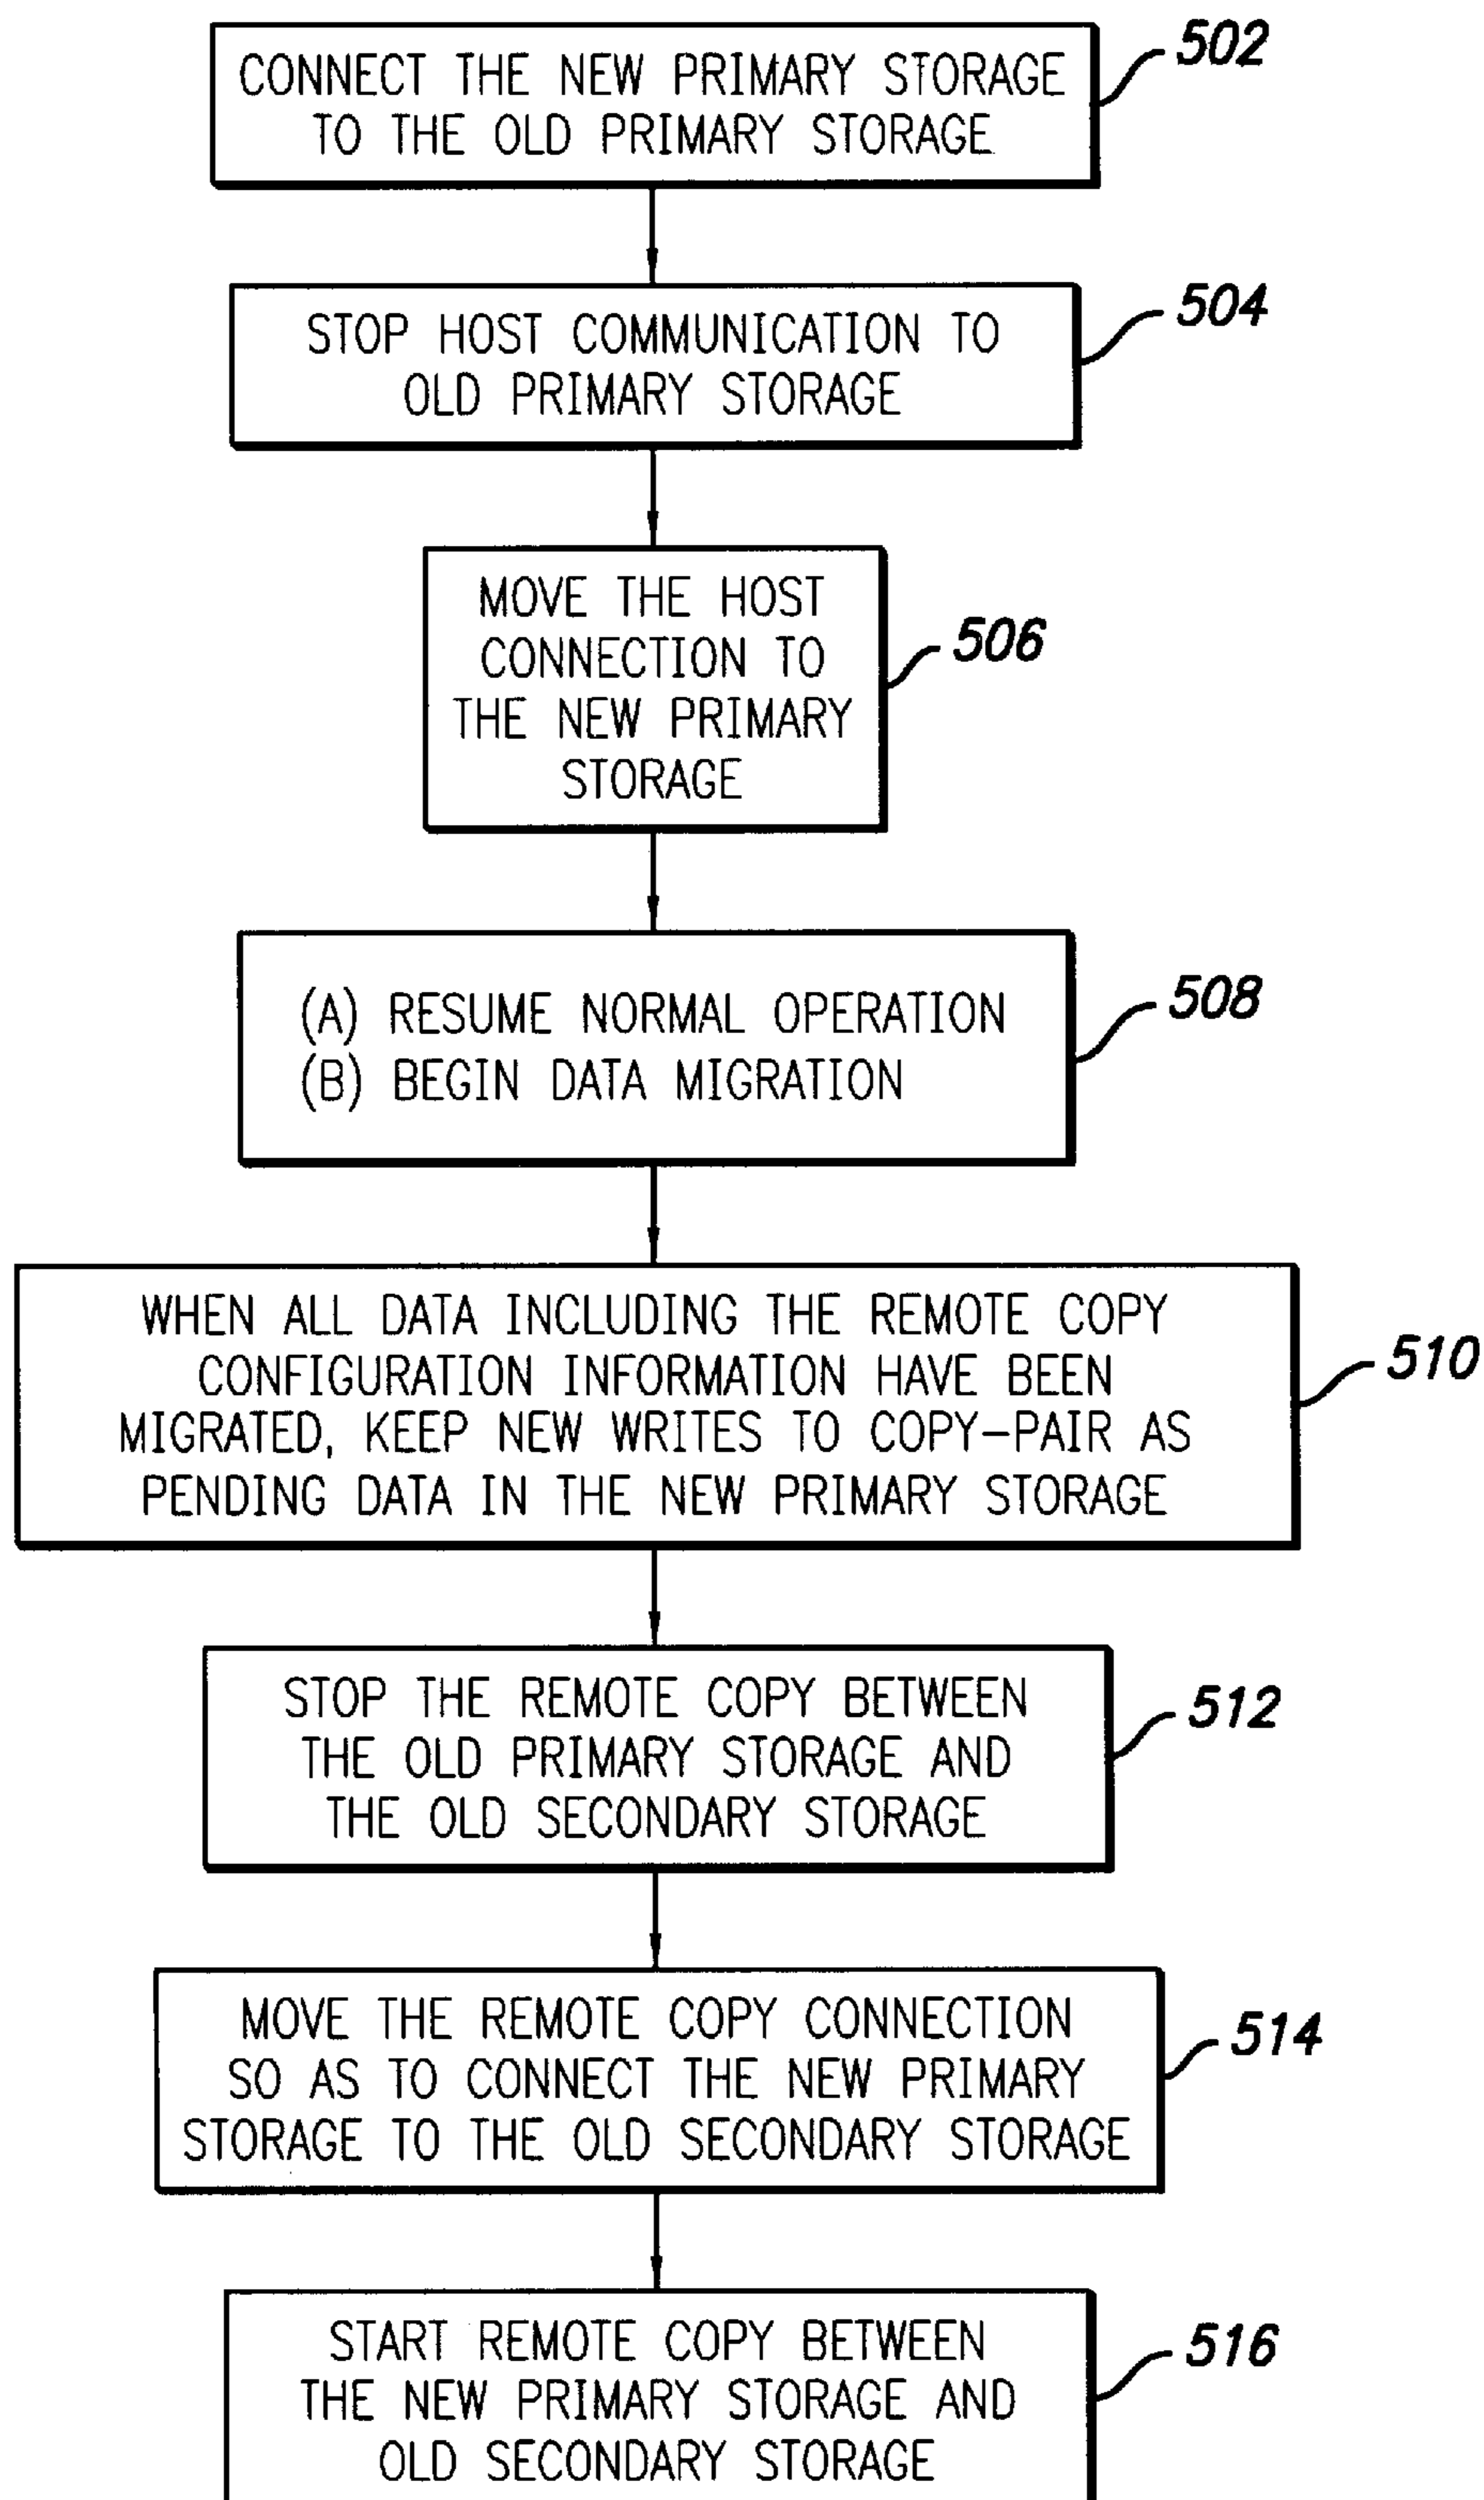 CONNECT THE NEW PRIMARY STORAGE
TO THE OLD PRIMARY STORAGE
502
STOP HOST COMMUNICATION TO
OLD PRIMARY STORAGE
504
MOVE THE HOST
CONNECTION TO
THE NEW PRIMARY
STORAGE
506
(A) RESUME NORMAL OPERATION
(B) BEGIN DATA MIGRATION
508
WHEN ALL DATA INCLUDING THE REMOTE COPY
CONFIGURATION INFORMATION HAVE BEEN
MIGRATED, KEEP NEW WRITES TO COPY-PAIR AS
PENDING DATA IN THE NEW PRIMARY STORAGE
510
STOP THE REMOTE COPY BETWEEN
THE OLD PRIMARY STORAGE AND
THE OLD SECONDARY STORAGE
512
MOVE THE REMOTE COPY CONNECTION
SO AS TO CONNECT THE NEW PRIMARY
STORAGE TO THE OLD SECONDARY STORAGE
514
START REMOTE COPY BETWEEN
THE NEW PRIMARY STORAGE AND
OLD SECONDARY STORAGE
516